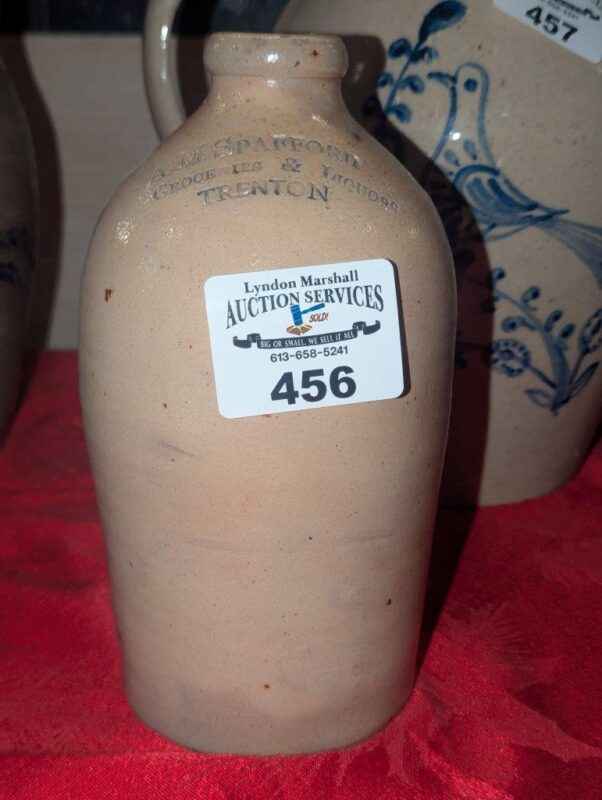 SPAFFORD
GROCERIES & LIQUORS
TRENTON
Lyndon Marshall
AUCTION SERVICES
SOLD!
BIG OR SMALL, WE SELL IT ALL
613-658-5241
456
457